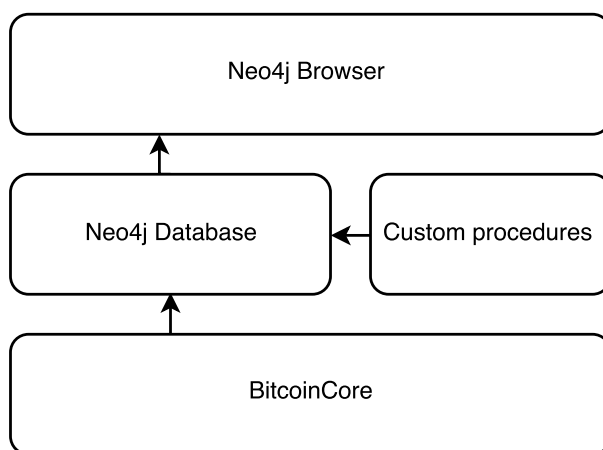 Neo4j Browser
Neo4j Database
Custom procedures
BitcoinCore